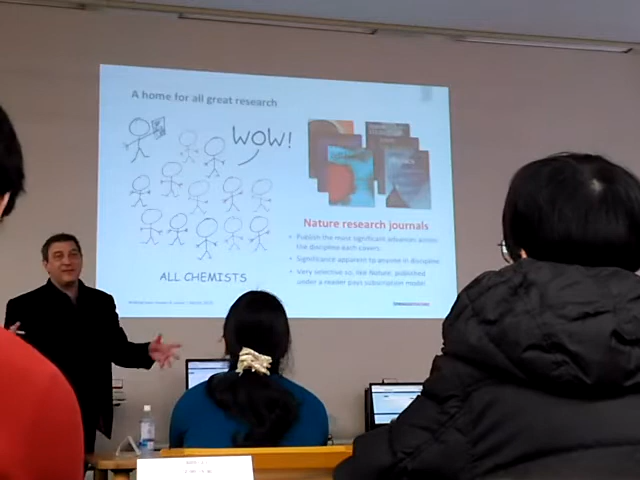 A home for all great research
WOW!
ALL CHEMISTS
Nature research journals
• Publish the most significant advances across
the discipline each covers
• Significance apparent to anyone in discipline
• Very selective so, like Nature, published
under a reader pays subscription model